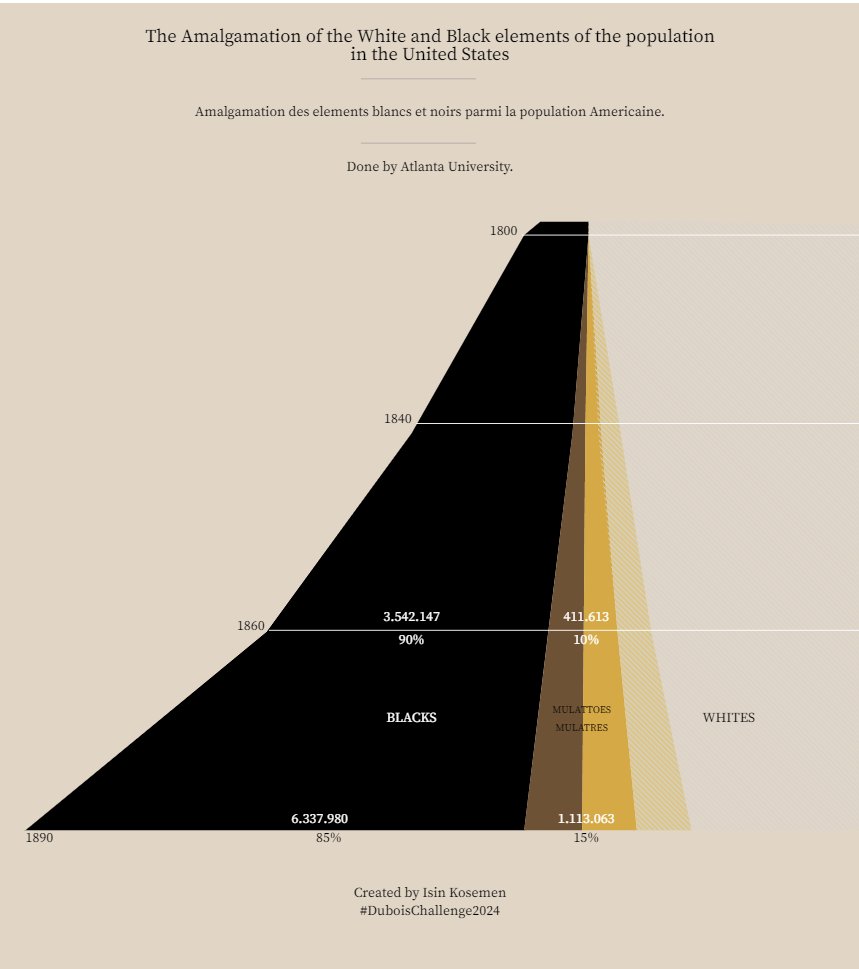 The Amalgamation of the White and Black elements of the population
in the United States
Amalgamation des elements blancs et noirs parmi la population Americaine.
Done by Atlanta University.
1800
1840
3.542.147
411.613
1860
90%
10%
MULATTOES
BLACKS
WHITES
MULATRES
6.337.980
1.113.063
1890
85%
15%
Created by Isin Kosemen
#DuboisChallenge2024